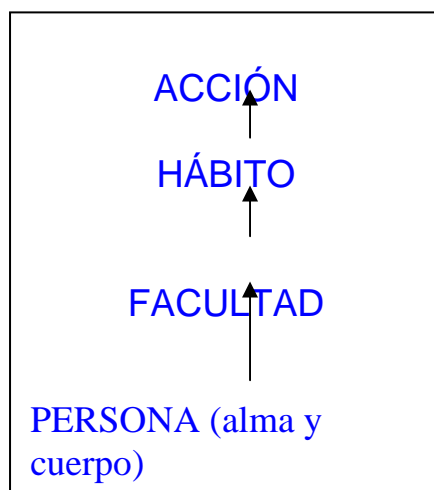 ACCIÓN
HÁBITO
FACULTAD
PERSONA (alma y
cuerpo)